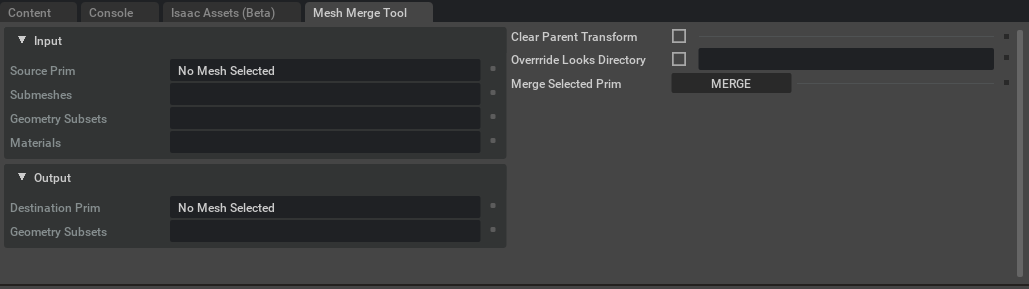 Content Console Isaac Assets (Beta) Mesh Merge Tool
Input
Source Prim No Mesh Selected
Submeshes
Geometry Subsets
Materials
Output
Destination Prim No Mesh Selected
Geometry Subsets
Clear Parent Transform
Overrride Looks Directory
Merge Selected Prim MERGE